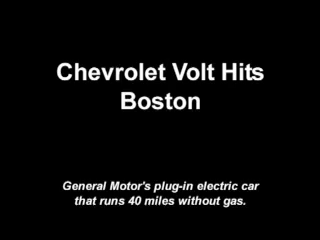 Chevrolet Volt Hits
Boston
General Motor's plug-in electric car
that runs 40 miles without gas.